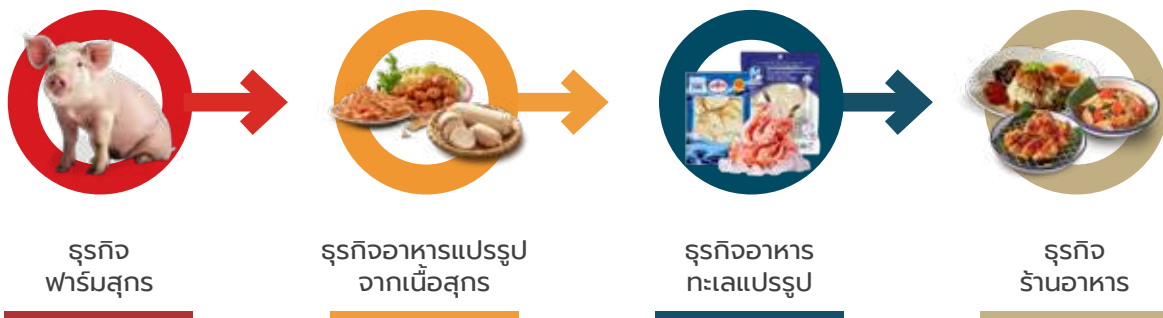 ธุรกิจ
ฟาร์มสุกร
ธุรกิจอาหารแปรรูป
จากเนื้อสุกร
ธุรกิจอาหาร
ทะเลแปรรูป
ธุรกิจ
ร้านอาหาร